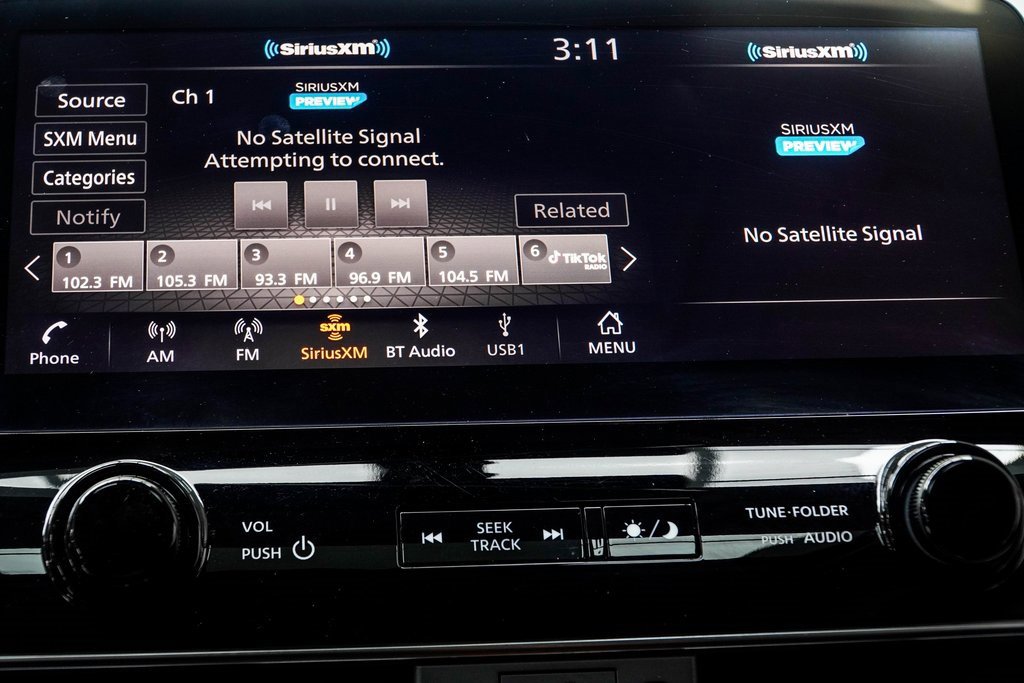 SiriusXM
3:11
SiriusXM
Source
Ch 1
SIRIUSXM
PREVIEW
SXM Menu
No Satellite Signal
Attempting to connect.
Categories
Notify
Related
1
102.3 FM
2
105.3 FM
3
93.3 FM
4
96.9 FM
5
104.5 FM
6
TikTok
RADIO
SIRIUSXM
PREVIEW
No Satellite Signal
Phone
AM
FM
sxm
SiriusXM
BT Audio
USB1
MENU
VOL
PUSH
SEEK
TRACK
TUNE·FOLDER
PUSH AUDIO